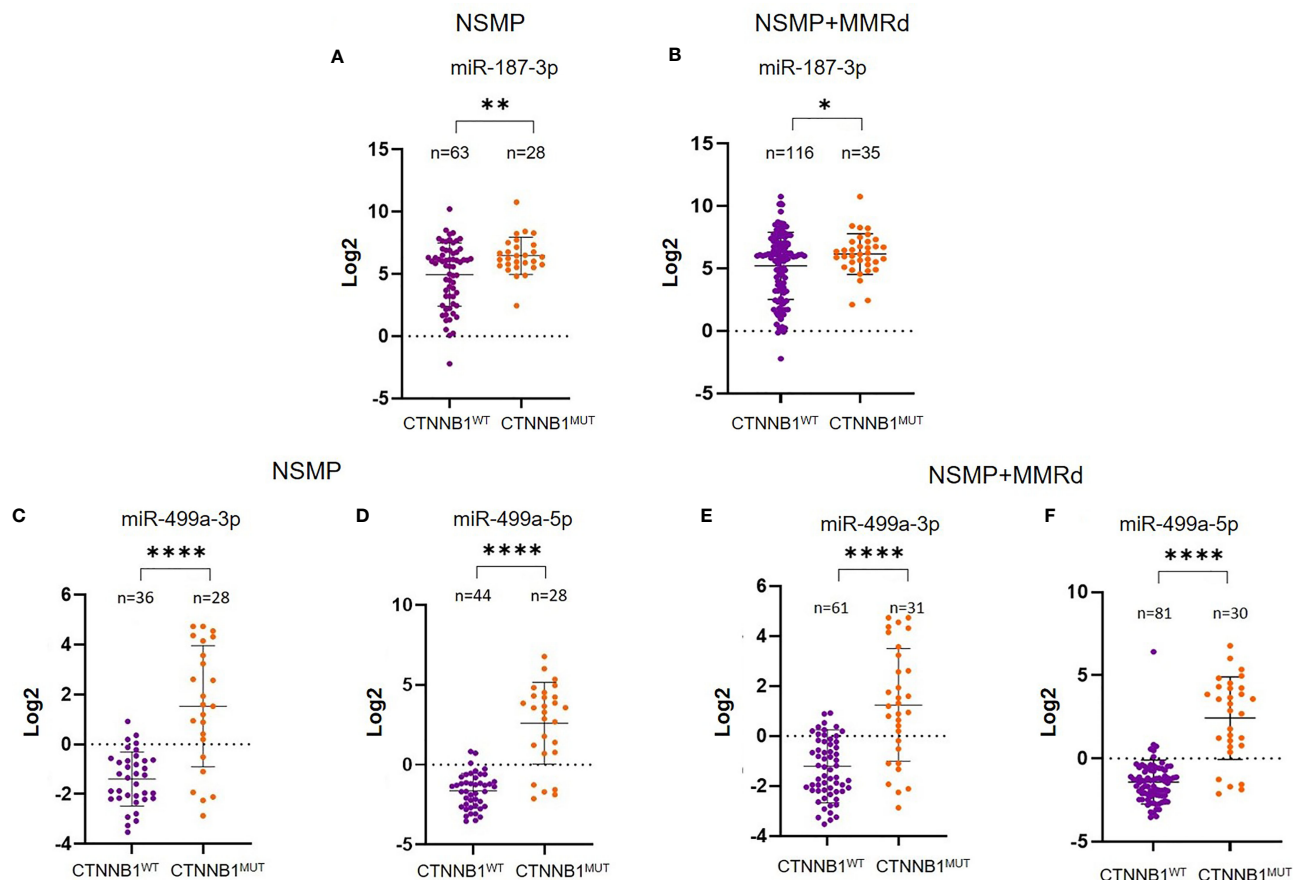 NSMP
NSMP+MMRd
A
miR-187-3p
**
n=63
n=28
Log2
15
10
5
0
-5
CTNNB1WT
CTNNB1MUT
B
miR-187-3p
*
n=116
n=35
Log2
15
10
5
0
-5
CTNNB1WT
CTNNB1MUT
NSMP
NSMP+MMRd
C
miR-499a-3p
****
n=36
n=28
Log2
6
4
2
0
-2
-4
CTNNB1WT
CTNNB1MUT
D
miR-499a-5p
****
n=44
n=28
Log2
10
5
0
-5
CTNNB1WT
CTNNB1MUT
E
miR-499a-3p
****
n=61
n=31
Log2
6
4
2
0
-2
-4
CTNNB1WT
CTNNB1MUT
F
miR-499a-5p
****
n=81
n=30
Log2
10
5
0
-5
CTNNB1WT
CTNNB1MUT